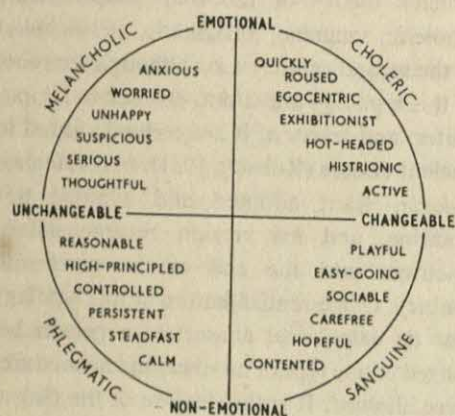 EMOTIONAL
MELANCHOLIC
CHOLERIC
ANXIOUS
WORRIED
UNHAPPY
SUSPICIOUS
SERIOUS
THOUGHTFUL
QUICKLY
ROUSED
EGOCENTRIC
EXHIBITIONIST
HOT-HEADED
HISTRIONIC
ACTIVE
UNCHANGEABLE
CHANGEABLE
REASONABLE
HIGH-PRINCIPLED
CONTROLLED
PERSISTENT
STEADFAST
CALM
PLAYFUL
EASY-GOING
SOCIABLE
CAREFREE
HOPEFUL
CONTENTED
PHLEGMATIC
SANGUINE
NON-EMOTIONAL